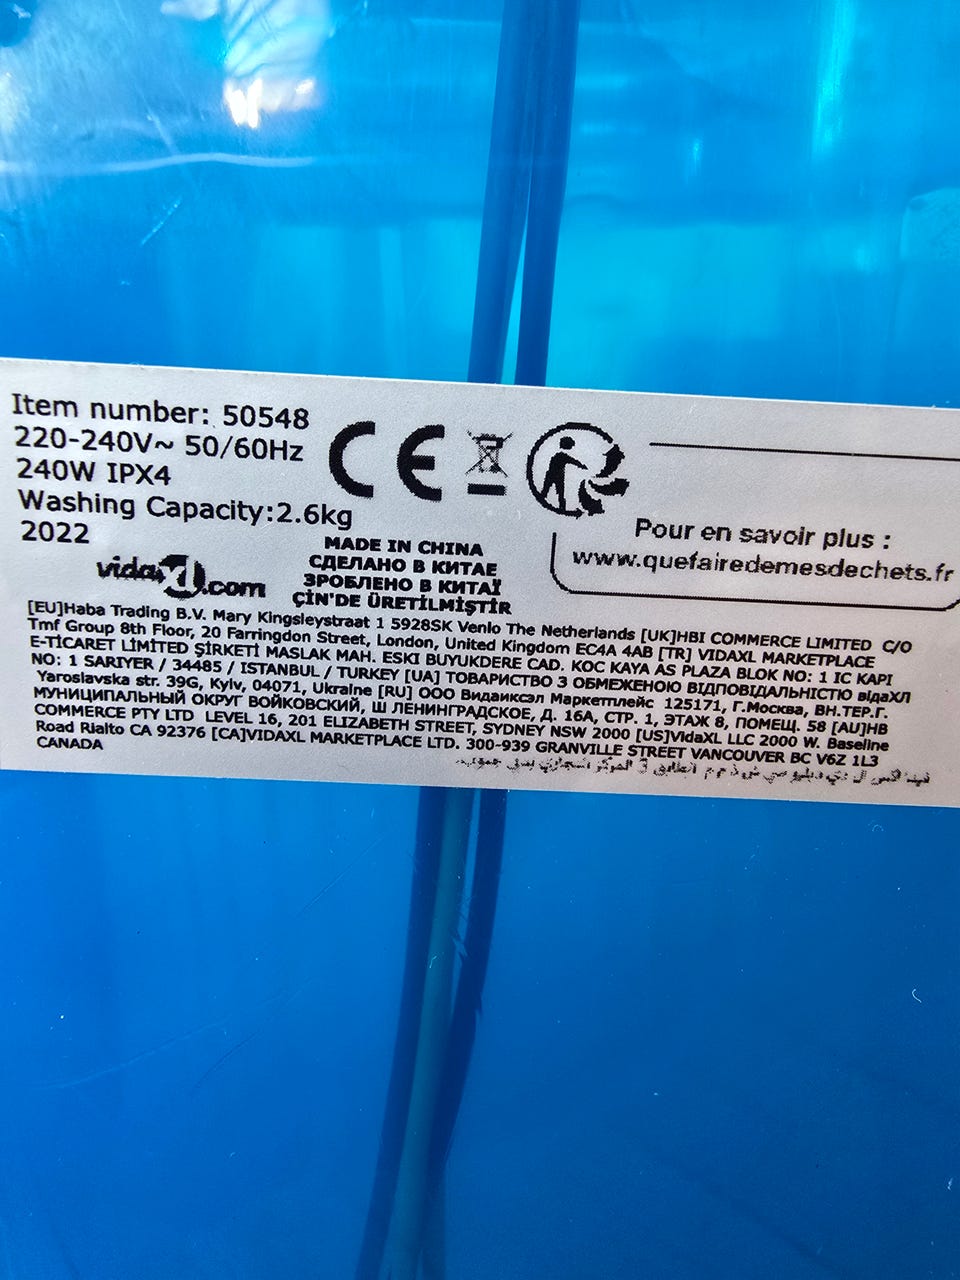 Item number: 50548
220-240V~ 50/60Hz
240W IPX4
Washing Capacity:2.6kg
2022
vidaXL.com
MADE IN CHINA
СДЕЛАНО В КИТАЕ
ЗРОБЛЕНО В КИТАЇ
ÇİN'DE ÜRETİLMİŞTİR
CE
Pour en savoir plus :
www.quefairedemesdechets.fr
[EU]Haba Trading B.V. Mary Kingsleystraat 1 5928SK Venlo The Netherlands [UK]HBI COMMERCE LIMITED C/O
Tmf Group 8th Floor, 20 Farringdon Street, London, United Kingdom EC4A 4AB [TR] VIDAXL MARKETPLACE
E-TİCARET LİMİTED ŞİRKETİ MASLAK MAH. ESKI BUYUKDERE CAD. KOC KAYA AS PLAZA BLOK NO: 1 IC KAPI
NO: 1 SARIYER / 34485 / ISTANBUL / TURKEY [UA] ТОВАРИСТВО З ОБМЕЖЕНОЮ ВІДПОВІДАЛЬНІСТЮ відаХЛ
Yaroslavska str. 39G, Kyiv, 04071, Ukraine [RU] ООО Видаиксэл Маркетплейс 125171, Г.Москва, ВН.ТЕР.Г.
МУНИЦИПАЛЬНЫЙ ОКРУГ ВОЙКОВСКИЙ, Ш ЛЕНИНГРАДСКОЕ, Д. 16А, СТР. 1, ЭТАЖ 8, ПОМЕЩ. 58 [AU]HB
COMMERCE PTY LTD LEVEL 16, 201 ELIZABETH STREET, SYDNEY NSW 2000 [US]VidaXL LLC 2000 W. Baseline
Road Rialto CA 92376 [CA]VIDAXL MARKETPLACE LTD. 300-939 GRANVILLE STREET VANCOUVER BC V6Z 1L3
CANADA